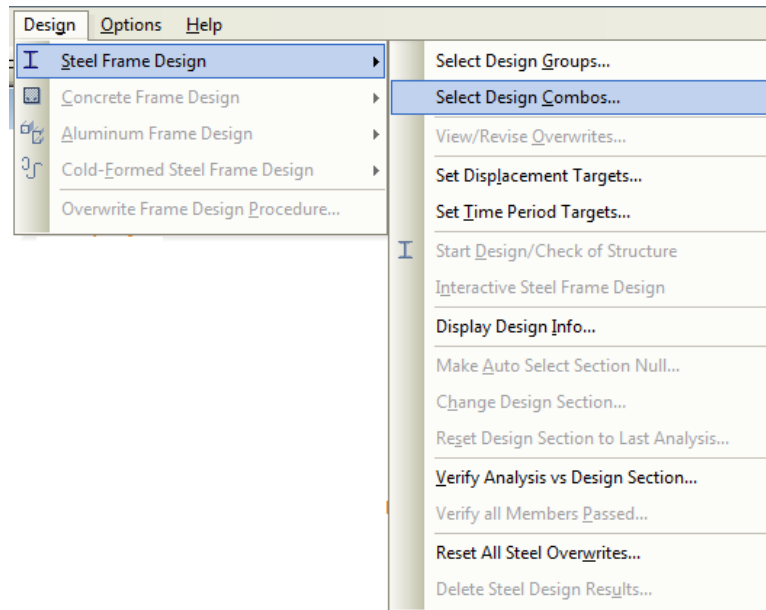 Design Options Help
Steel Frame Design
Concrete Frame Design
Aluminum Frame Design
Cold-Formed Steel Frame Design
Overwrite Frame Design Procedure...
Select Design Groups...
Select Design Combos...
View/Revise Overwrites...
Set Displacement Targets...
Set Time Period Targets...
Start Design/Check of Structure
Interactive Steel Frame Design
Display Design Info...
Make Auto Select Section Null...
Change Design Section...
Reset Design Section to Last Analysis...
Verify Analysis vs Design Section...
Verify all Members Passed...
Reset All Steel Overwrites...
Delete Steel Design Results...